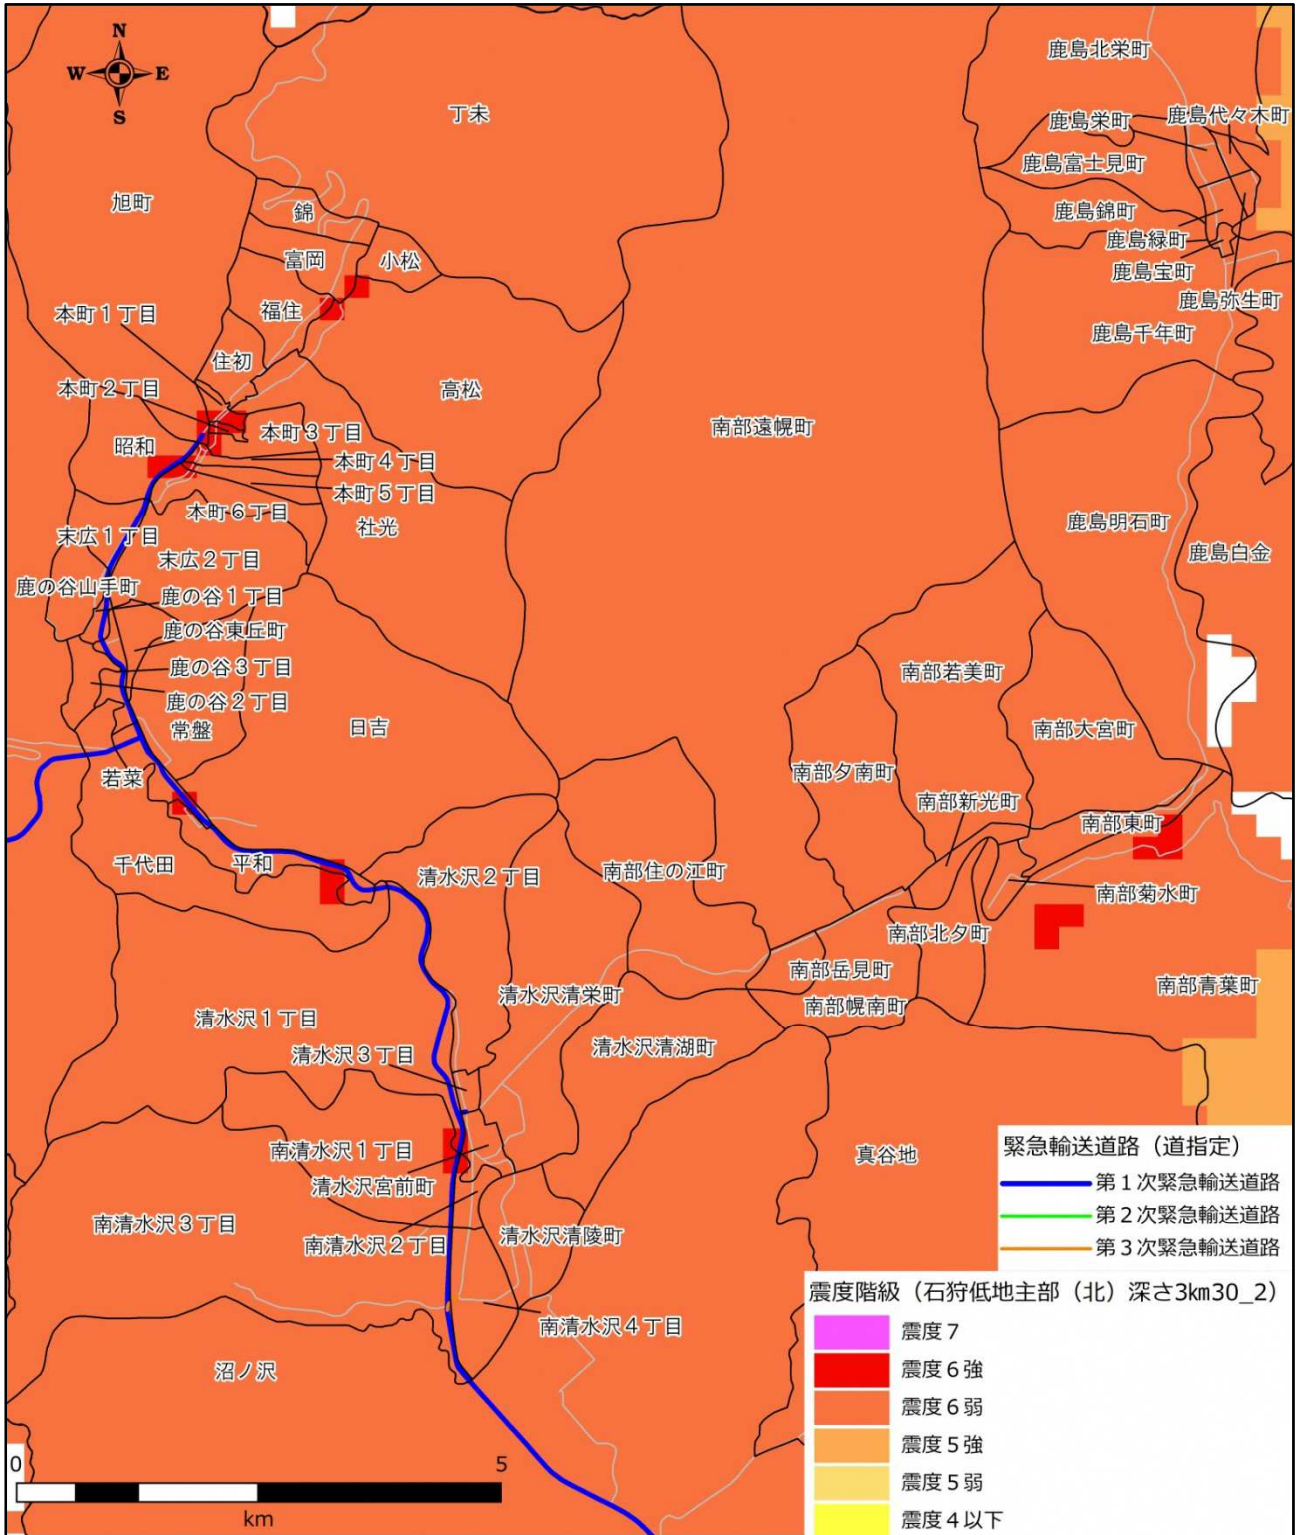 N
W E
S
鹿島北栄町
丁未
鹿島栄町
鹿島代々木町
鹿島富士見町
旭町
錦
鹿島錦町
鹿島緑町
富岡
小松
鹿島宝町
鹿島弥生町
福住
本町1丁目
鹿島千年町
住初
本町2丁目
高松
南部遠幌町
昭和
本町3丁目
本町4丁目
本町5丁目
本町6丁目
社光
鹿島明石町
末広1丁目
末広2丁目
鹿島白金
鹿の谷山手町
鹿の谷1丁目
鹿の谷東丘町
鹿の谷3丁目
鹿の谷2丁目
南部若美町
常盤
日吉
南部大宮町
若菜
南部夕南町
南部新光町
南部東町
千代田
平和
清水沢2丁目
南部住の江町
南部菊水町
南部北夕町
南部岳見町
清水沢清栄町
南部幌南町
南部青葉町
清水沢1丁目
清水沢3丁目
清水沢清湖町
南清水沢1丁目
真谷地
清水沢宮前町
南清水沢3丁目
南清水沢2丁目
清水沢清陵町
南清水沢4丁目
沼ノ沢
緊急輸送道路（道指定）
第1次緊急輸送道路
第2次緊急輸送道路
第3次緊急輸送道路
震度階級（石狩低地主部（北）深さ3km30_2）
震度7
震度6強
震度6弱
震度5強
震度5弱
震度4以下
0 5
km